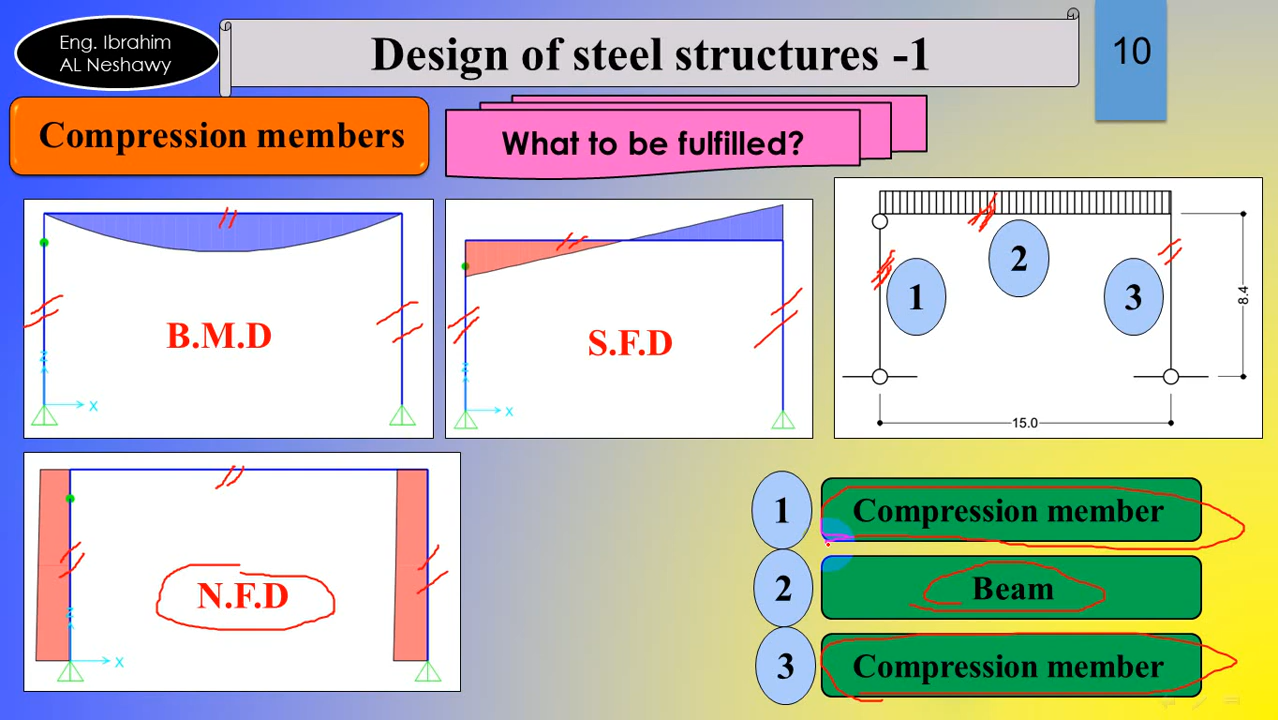 Eng. Ibrahim
AL Neshawy
Design of steel structures -1
10
Compression members
What to be fulfilled?
B.M.D
Z
X
S.F.D
Z
X
1
2
3
8.4
15.0
N.F.D
Z
X
1
Compression member
2
Beam
3
Compression member